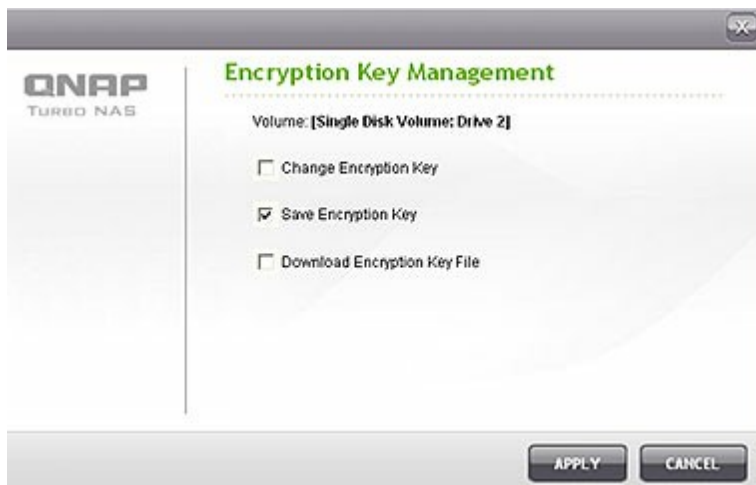 QNAP
TURBO NAS
Encryption Key Management
Volume: [Single Disk Volume: Drive 2]
Change Encryption Key
Save Encryption Key
Download Encryption Key File
APPLY
CANCEL